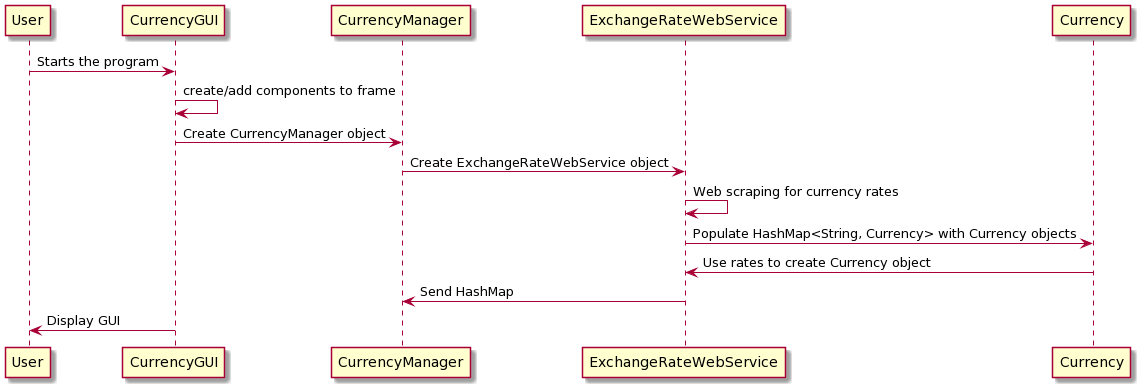 User CurrencyGUI CurrencyManager ExchangeRateWebService Currency
Starts the program
create/add components to frame
Create CurrencyManager object
Create ExchangeRateWebService object
Web scraping for currency rates
Populate HashMap<String, Currency> with Currency objects
Use rates to create Currency object
Send HashMap
Display GUI
User CurrencyGUI CurrencyManager ExchangeRateWebService Currency